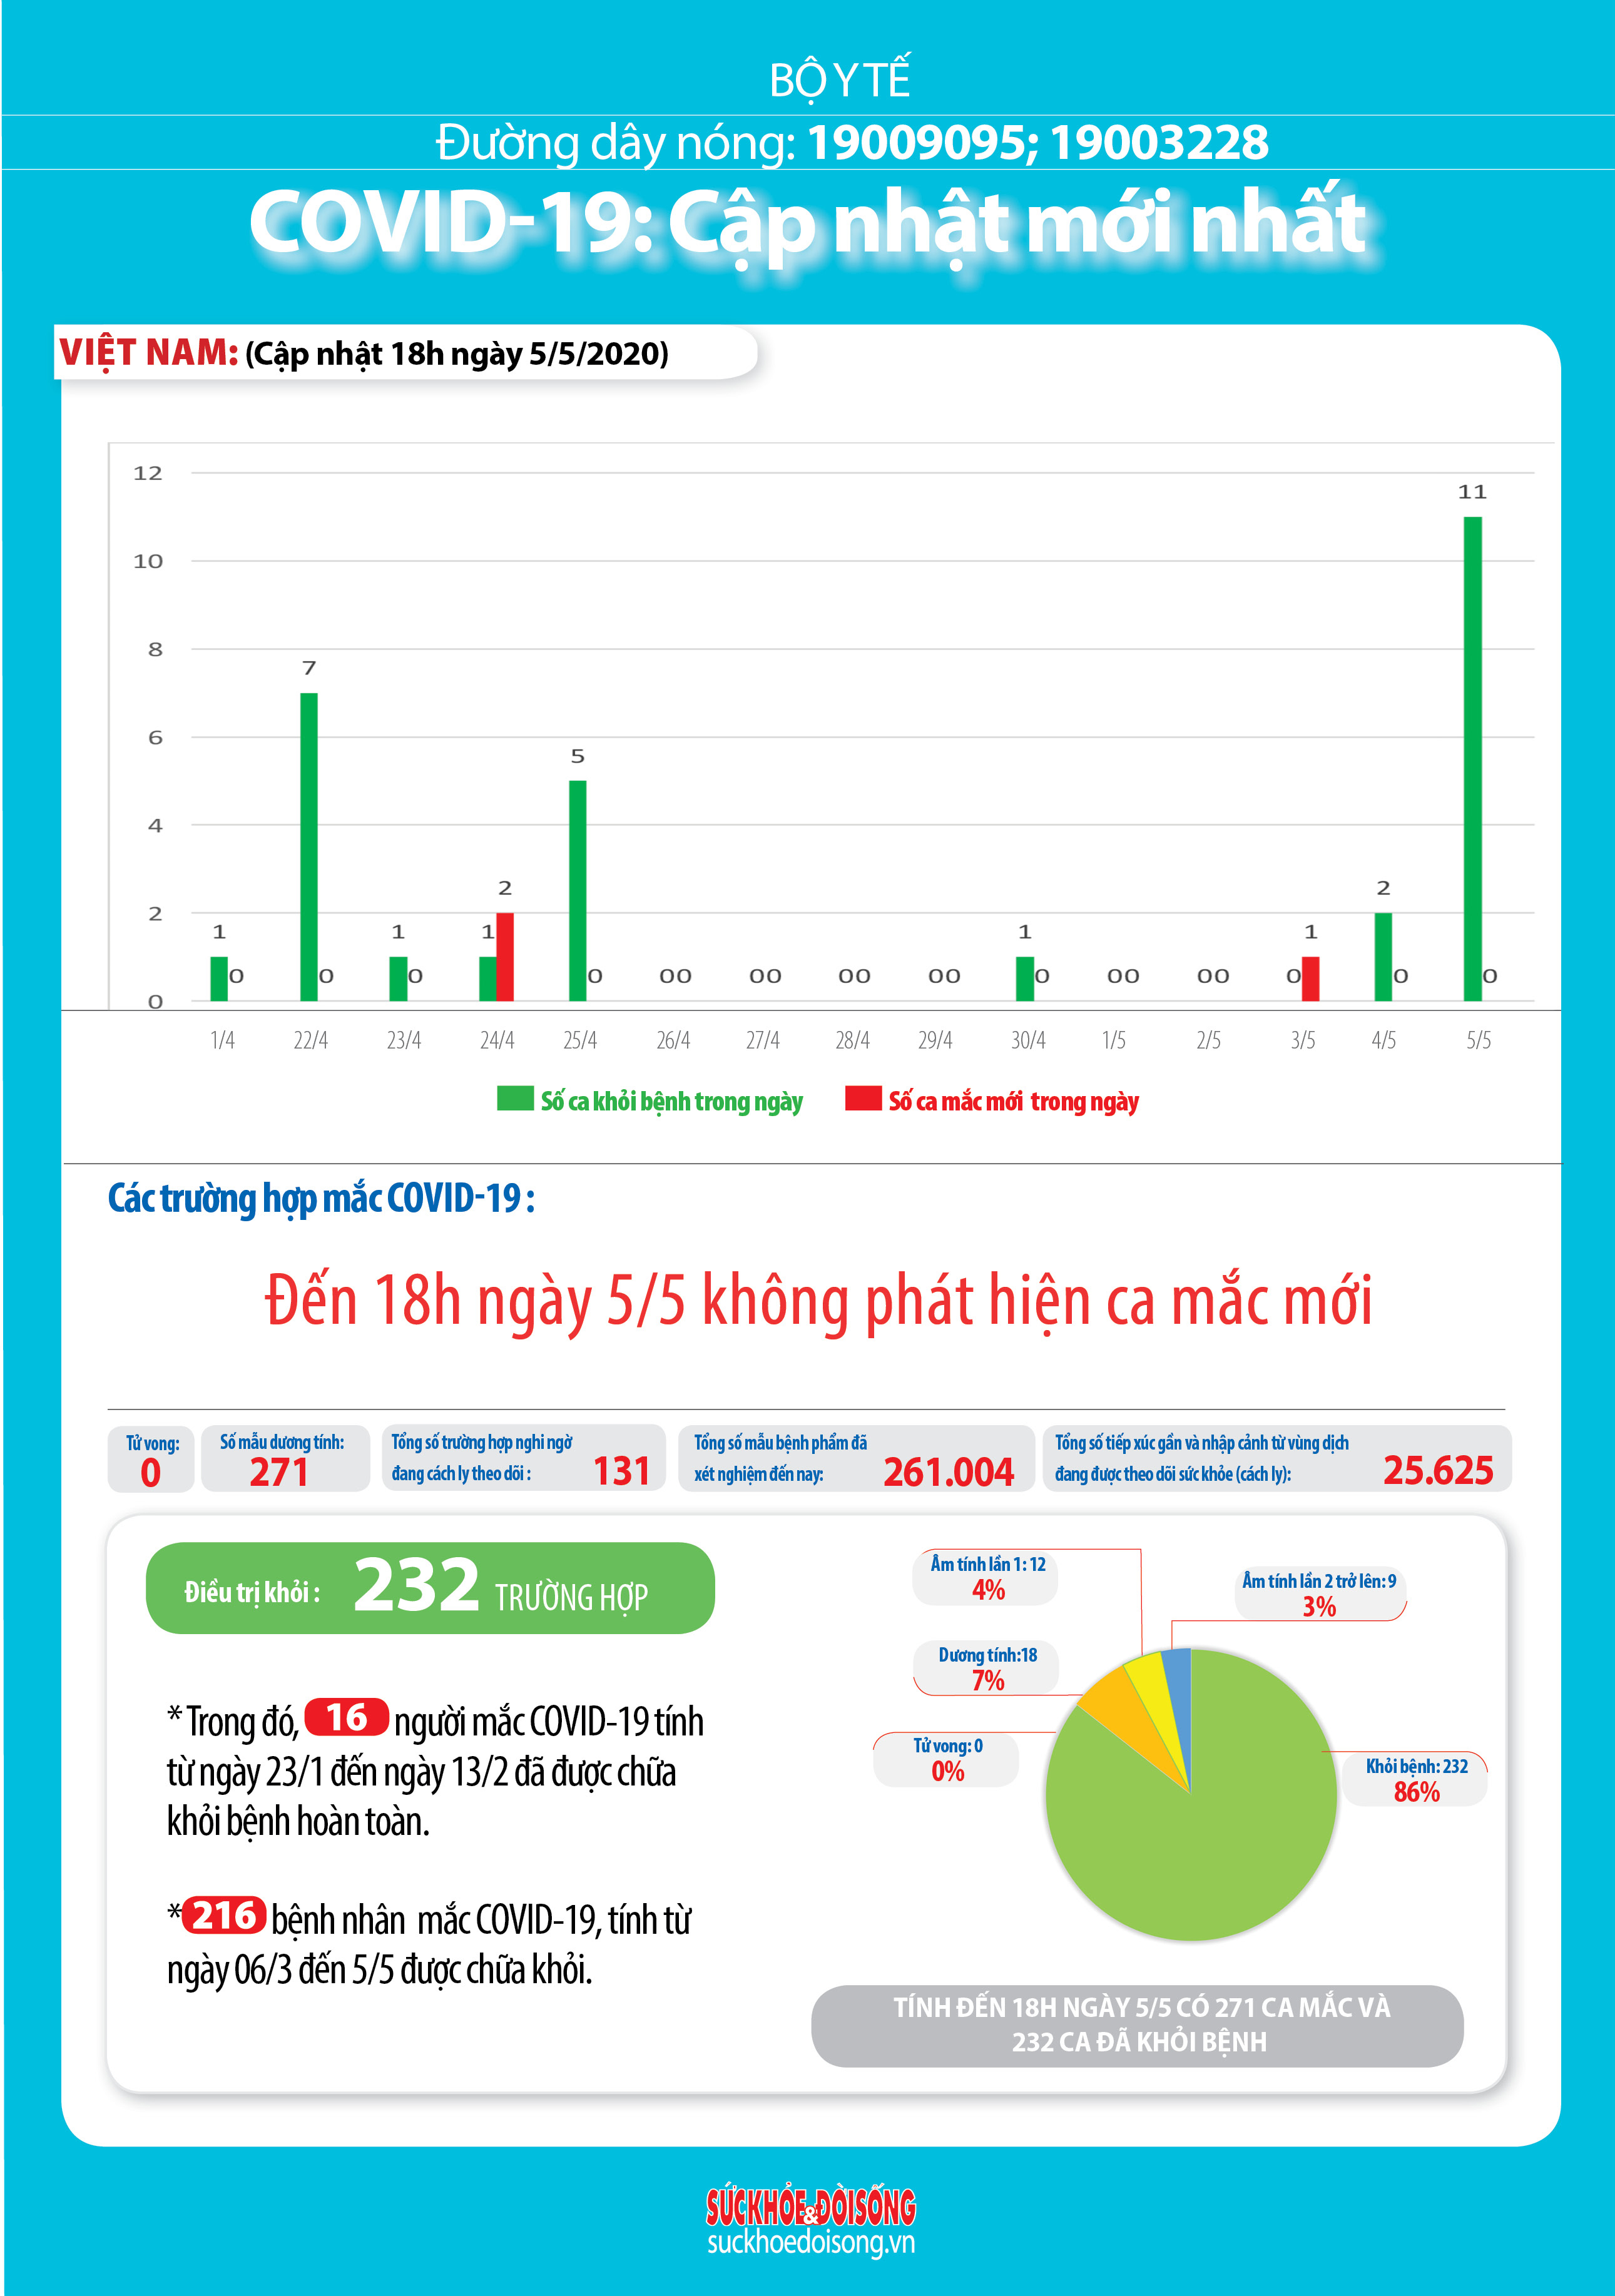 BỘ Y TẾ
Đường dây nóng: 19009095; 19003228
COVID-19: Cập nhật mới nhất
VIỆT NAM: (Cập nhật 18h ngày 5/5/2020)
12
10
8
6
4
2
0
1 0
7 0
1 0
1 2
5 0
0 0
0 0
0 0
0 0
1 0
0 0
0 0
0 1
2 0
11 0
1/4 22/4 23/4 24/4 25/4 26/4 27/4 28/4 29/4 30/4 1/5 2/5 3/5 4/5 5/5
Số ca khỏi bệnh trong ngày Số ca mắc mới trong ngày
Các trường hợp mắc COVID-19 :
Đến 18h ngày 5/5 không phát hiện ca mắc mới
Tử vong:
0
Số mẫu dương tính:
271
Tổng số trường hợp nghi ngờ
đang cách ly theo dõi : 131
Tổng số mẫu bệnh phẩm đã
xét nghiệm đến nay: 261.004
Tổng số tiếp xúc gần và nhập cảnh từ vùng dịch
đang được theo dõi sức khỏe (cách ly): 25.625
Điều trị khỏi : 232 TRƯỜNG HỢP
* Trong đó, 16 người mắc COVID-19 tính
từ ngày 23/1 đến ngày 13/2 đã được chữa
khỏi bệnh hoàn toàn.
* 216 bệnh nhân mắc COVID-19, tính từ
ngày 06/3 đến 5/5 được chữa khỏi.
Âm tính lần 1: 12
4%
Âm tính lần 2 trở lên: 9
3%
Dương tính:18
7%
Tử vong: 0
0%
Khỏi bệnh: 232
86%
TÍNH ĐẾN 18H NGÀY 5/5 CÓ 271 CA MẮC VÀ
232 CA ĐÃ KHỎI BỆNH
SỨC KHỎE & ĐỜI SỐNG
suckhoedoisong.vn